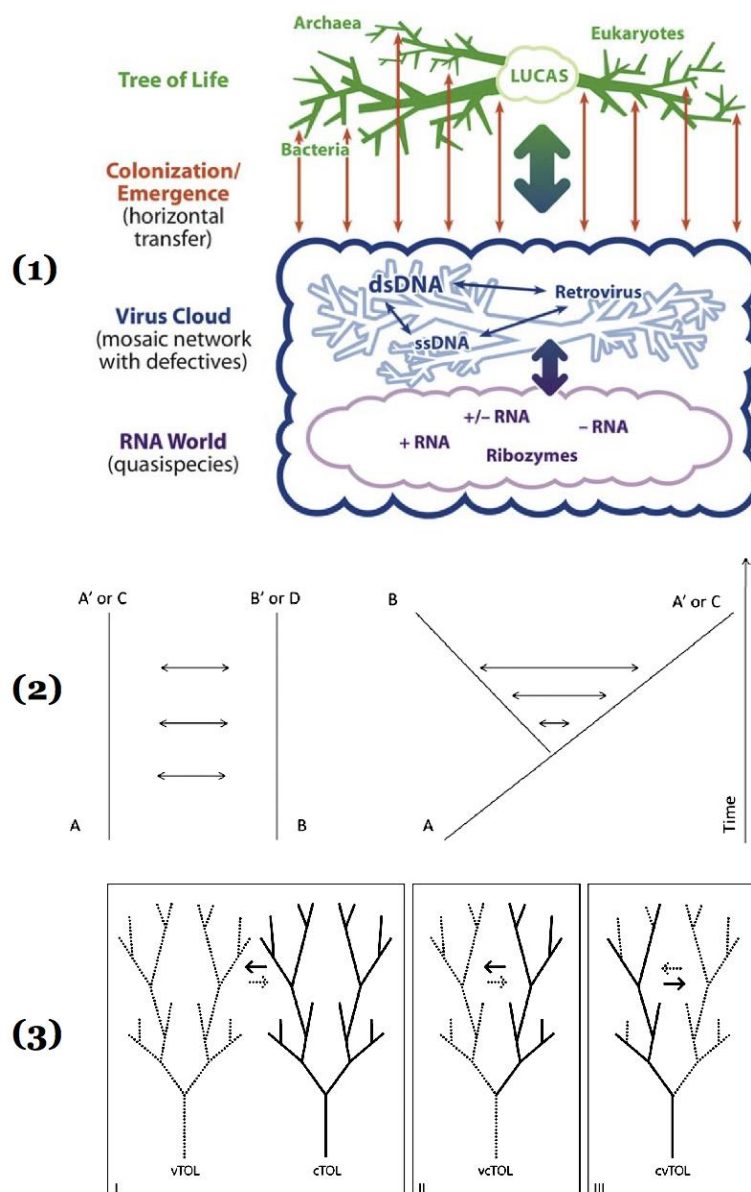 Archaea
Eukaryotes
Tree of Life
LUCAS
Bacteria
Colonization/
Emergence
(horizontal
transfer)
(1)
dsDNA
Retrovirus
Virus Cloud
(mosaic network
with defectives)
ssDNA
+/– RNA
RNA World
(quasispecies)
+ RNA
– RNA
Ribozymes
A' or C
B' or D
B
A' or C
(2)
A
B
A
Time
(3)
vTOL
cTOL
vcTOL
cvTOL
I
II
III